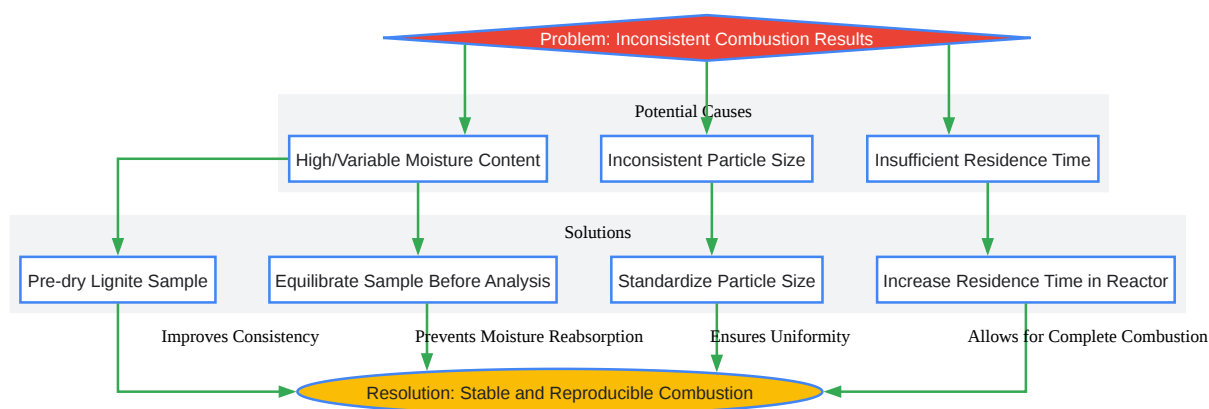 Problem: Inconsistent Combustion Results
Potential Causes
High/Variable Moisture Content
Inconsistent Particle Size
Insufficient Residence Time
Solutions
Pre-dry Lignite Sample
Equilibrate Sample Before Analysis
Standardize Particle Size
Increase Residence Time in Reactor
Improves Consistency
Prevents Moisture Reabsorption
Ensures Uniformity
Allows for Complete Combustion
Resolution: Stable and Reproducible Combustion